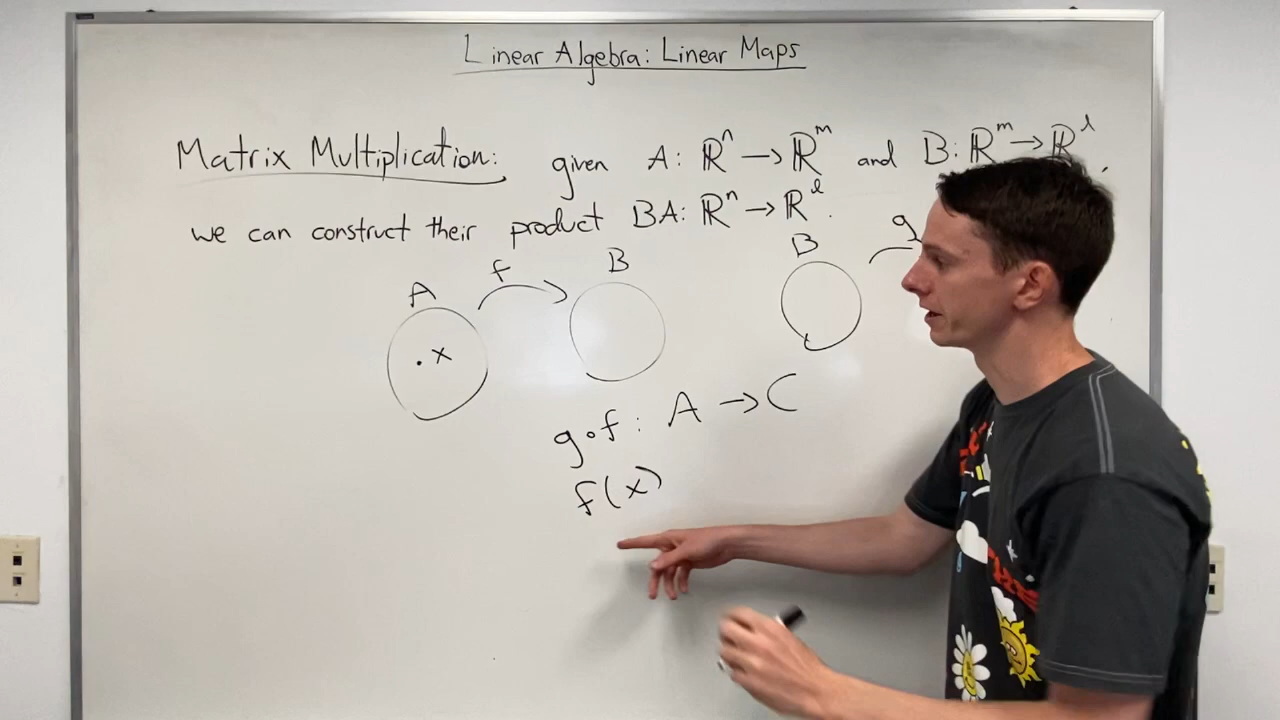 Linear Algebra: Linear Maps
Matrix Multiplication: given A: ℝⁿ → ℝᵐ and B: ℝᵐ → ℝˡ.
we can construct their product BA: ℝⁿ → ℝˡ.
A f B B g
. x
g∘f: A → C
f(x)